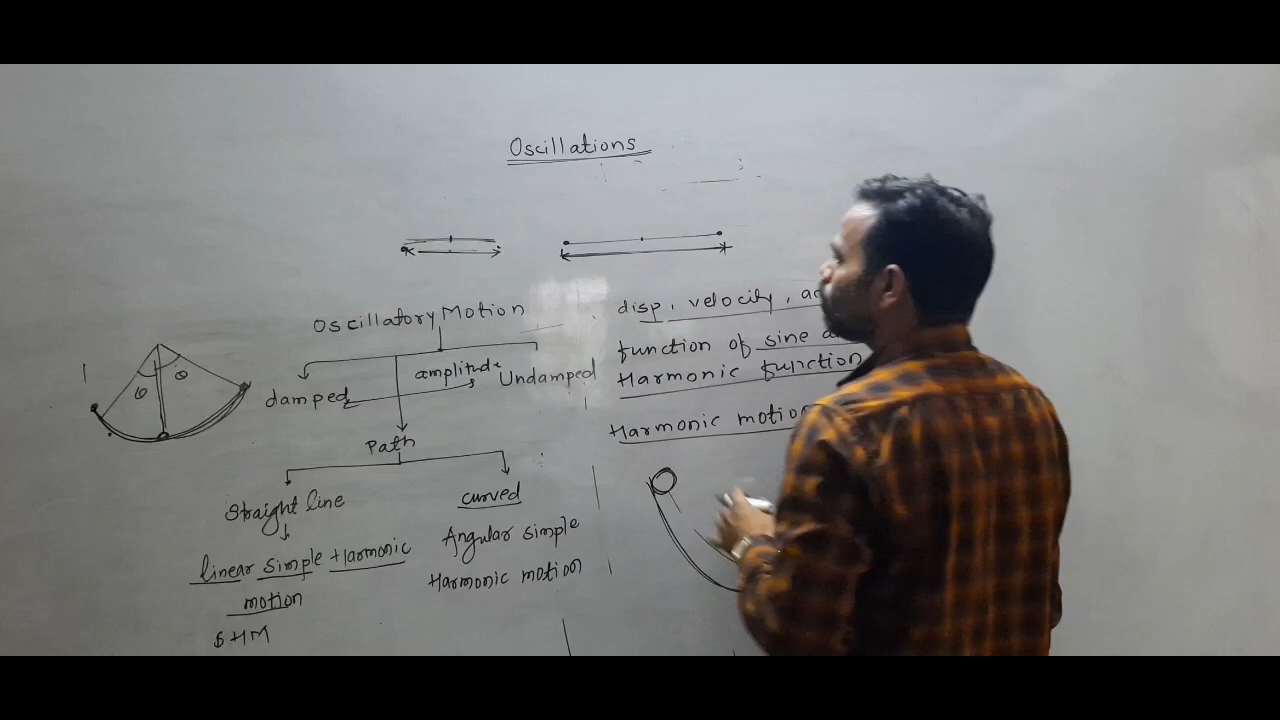 Oscillations
Oscillatory Motion
damped
amplitude
Undamped
Path
Straight line
curved
linear simple Harmonic
motion
SHM
Angular simple
Harmonic motion
θ θ
disp, velocity,
function of sine
Harmonic function
Harmonic motion